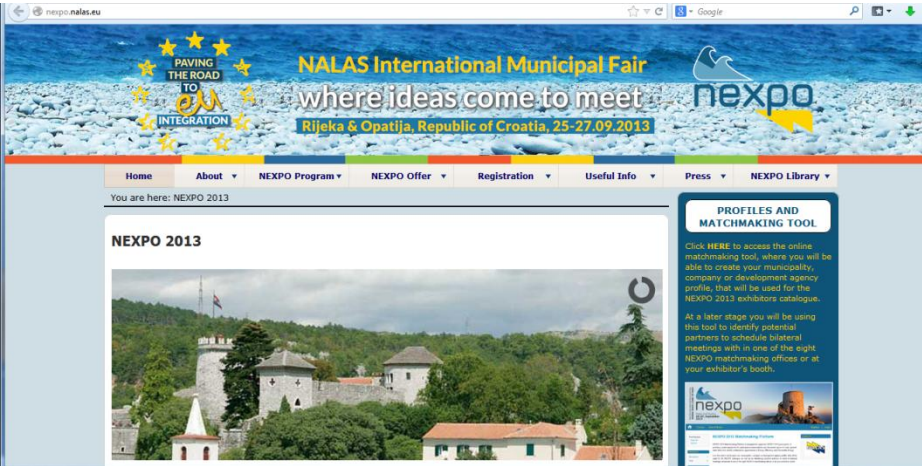 nexpo.nalas.eu
Google
PAVING
THE ROAD
TO
eu
INTEGRATION
NALAS International Municipal Fair
where ideas come to meet
Rijeka & Opatija, Republic of Croatia, 25-27.09.2013
nexpo
Home About NEXPO Program NEXPO Offer Registration Useful Info Press NEXPO Library
You are here: NEXPO 2013
NEXPO 2013
PROFILES AND
MATCHMAKING TOOL
Click HERE to access the online
matchmaking tool, where you will be
able to create your municipality,
company or development agency
profile, that will be used for the
NEXPO 2013 exhibitors catalogue.
At a later stage you will be using
this tool to identify potential
partners to schedule bilateral
meetings with in one of the eight
NEXPO matchmaking offices or at
your exhibitor's booth.
nexpo